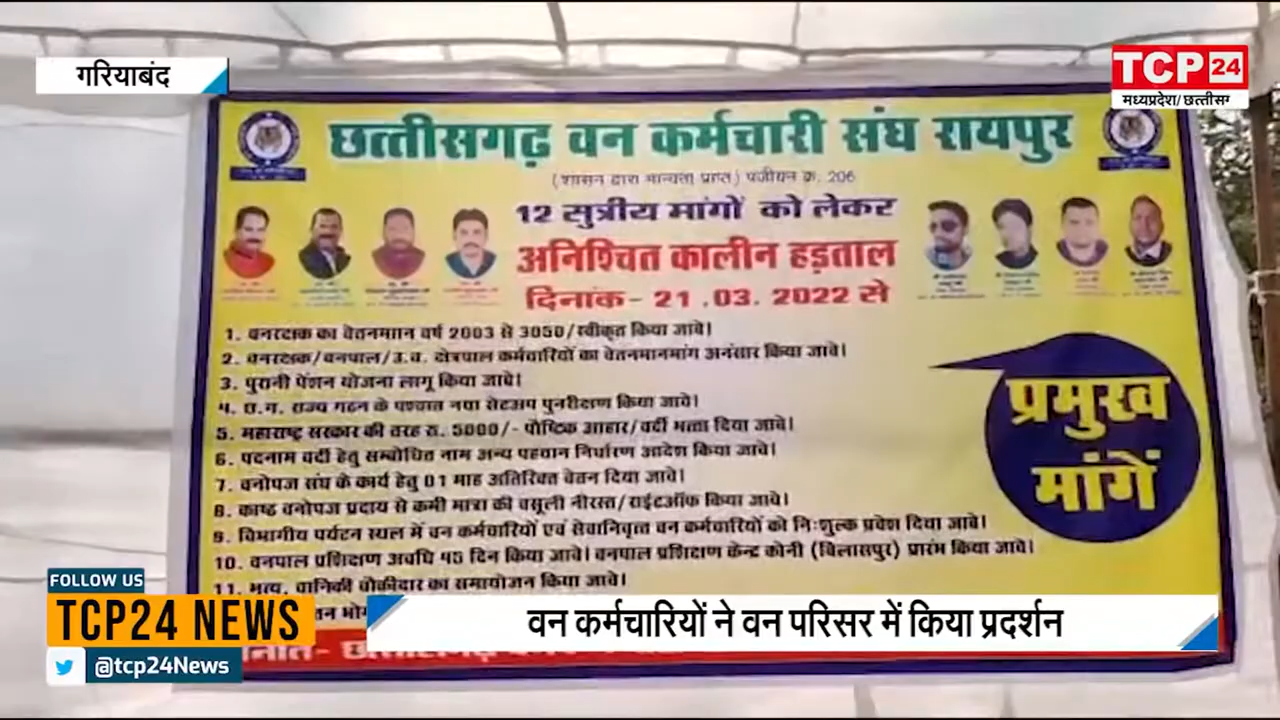 गरियाबंद
TCP 24
मध्यप्रदेश/ छत्तीसग
छत्तीसगढ़ वन कर्मचारी संघ रायपुर
(शासन द्वारा मान्यता प्राप्त) पंजीयन क्र. 206
12 सुत्रीय मांगों को लेकर
अनिश्चित कालीन हड़ताल
दिनांक- 21.03. 2022 से
1. वनरक्षक का वेतनमान वर्ष 2003 से 3050/स्वीकृत किया जावे।
2. वनरक्षक/वनपाल/उ.व. क्षेत्रपाल कर्मचारियों का वेतनमानमांग अनुसार किया जावे।
3. पुरानी पेंशन योजना लागू किया जावे।
4. छ.ग. राज्य गठन के पश्चात नया सेटअप पुनरीक्षण किया जावे।
5. महाराष्ट्र सरकार की तरह रु. 5000/- पौष्टिक आहार/वर्दी भत्ता दिया जावे।
6. पदनाम वर्दी हेतु सम्बोधित नाम अन्य पहचान निर्धारण आदेश किया जावे।
7. वनोपज संघ के कार्य हेतु 01 माह अतिरिक्त वेतन दिया जावे।
8. काष्ठ वनोपज प्रदाय से कमी मात्रा की वसूली निरस्त/राईटऑफ किया जावे।
9. विभागीय पर्यटन स्थल में वन कर्मचारियों एवं सेवानिवृत्त वन कर्मचारियों को निःशुल्क प्रवेश दिया जावे।
10. वनपाल प्रशिक्षण अवधि 45 दिन किया जावे। वनपाल प्रशिक्षण केन्द्र कोनी (बिलासपुर) प्रारंभ किया जावे।
11. भृत्य, वानिकी चौकीदार का समायोजन किया जावे।
प्रमुख
मांगें
FOLLOW US
TCP24 NEWS
@tcp24News
वन कर्मचारियों ने वन परिसर में किया प्रदर्शन